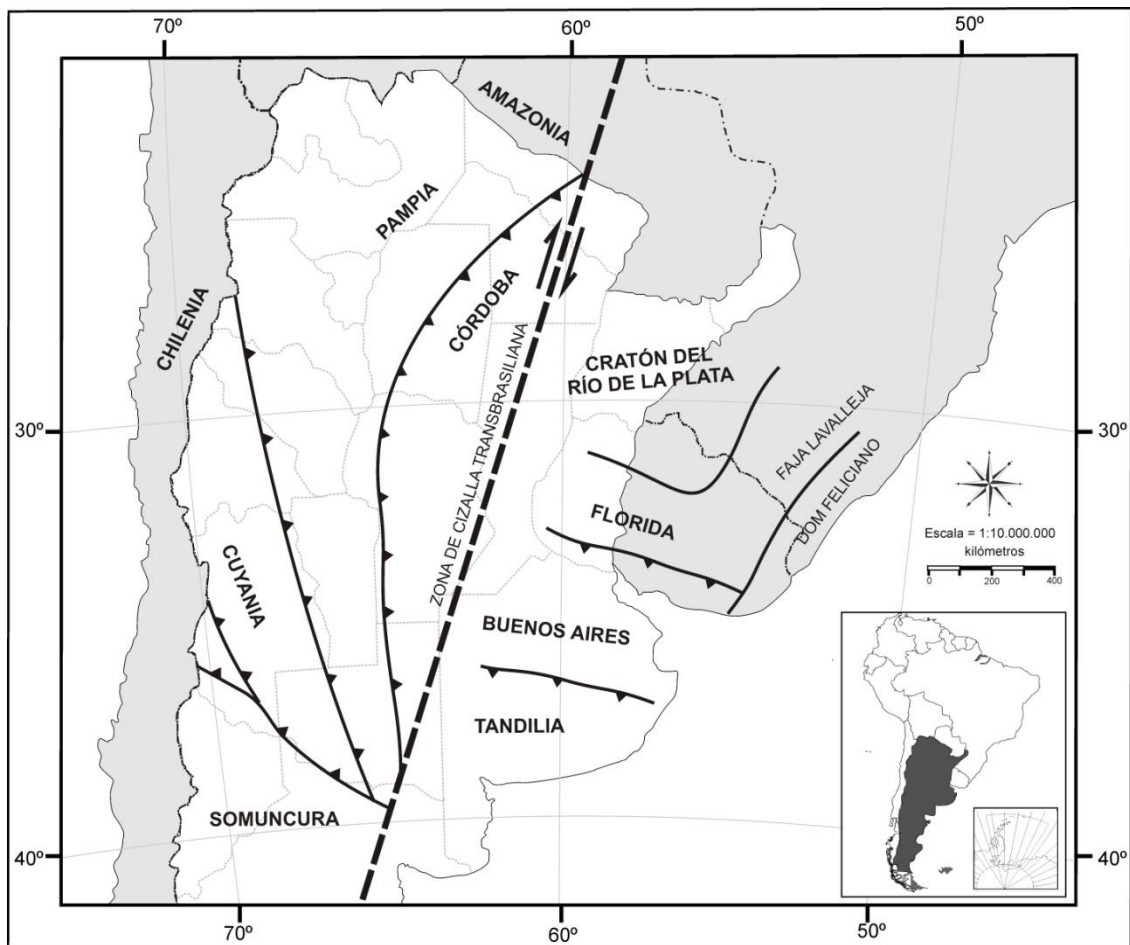 70º
60º
50º
AMAZONIA
PAMPIA
CÓRDOBA
CHILENIA
ZONA DE CIZALLA TRANSBRASILIANA
CRATÓN DEL
RÍO DE LA PLATA
FAJA LAVALLEJA
DOM FELICIANO
30º
30º
FLORIDA
CUYANIA
Escala = 1:10.000.000
kilómetros
0 200 400
BUENOS AIRES
TANDILIA
SOMUNCURA
40º
40º
70º
60º
50º